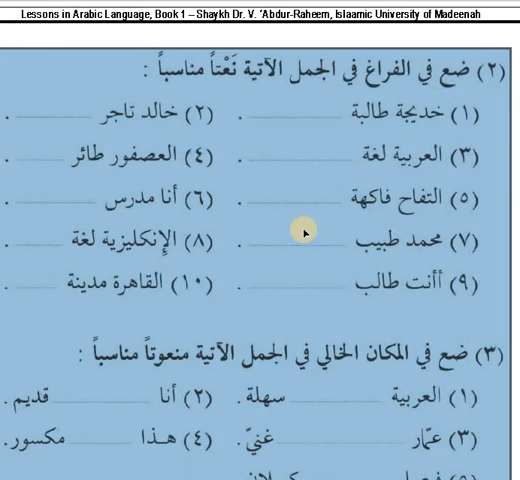 Lessons in Arabic Language, Book 1 – Shaykh Dr. V. ‘Abdur-Raheem, Islaamic University of Madeenah
(٢) ضع في الفراغ في الجمل الآتية نَعْتاً مناسباً :
(١) خديجة طالبة ............ . (٢) خالد تاجر ............ .
(٣) العربية لغة ............ . (٤) العصفور طائر ............ .
(٥) التفاح فاكهة ............ . (٦) أنا مدرس ............ .
(٧) محمد طبيب ............ . (٨) الإنكليزية لغة ............ .
(٩) أأنت طالب ............ . (١٠) القاهرة مدينة ............ .
(٣) ضع في المكان الخالي في الجمل الآتية منعوتاً مناسباً :
(١) العربية ............ سهلة . (٢) أنا ............ قديم .
(٣) عمّار ............ غنيّ . (٤) هـذا ............ مكسور .